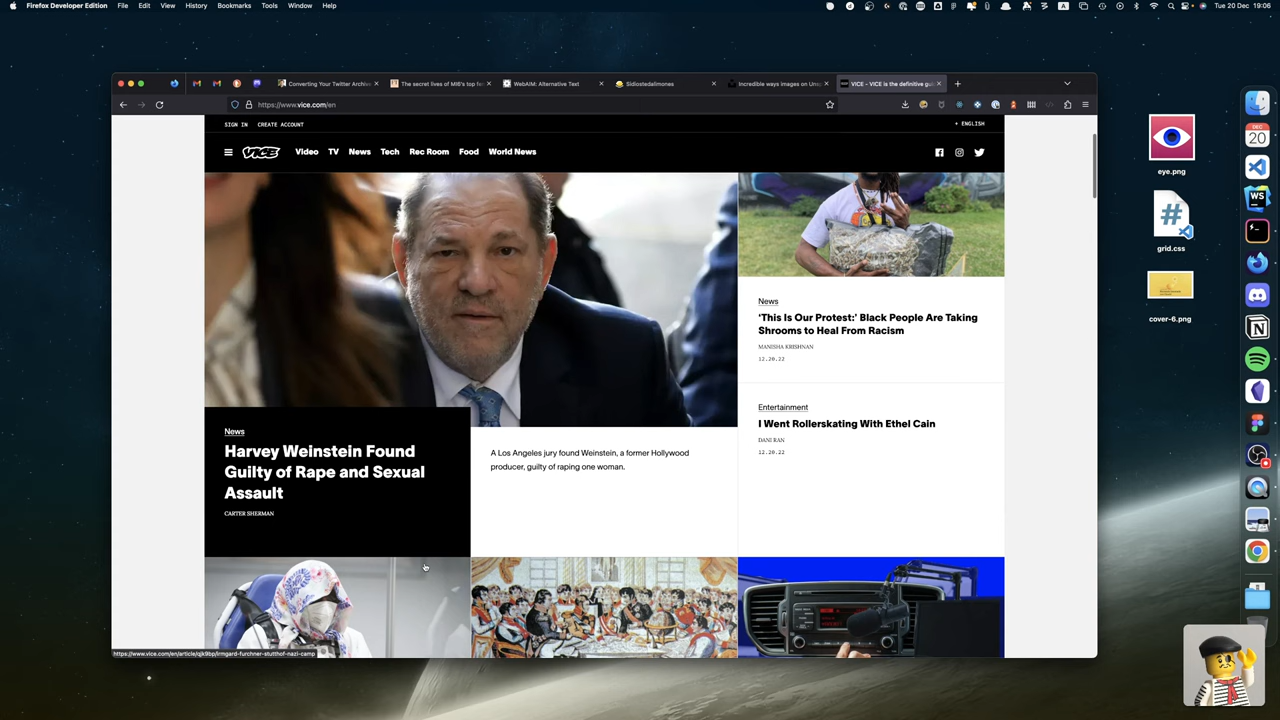 Firefox Developer Edition File Edit View History Bookmarks Tools Window Help
Tue 20 Dec 19:06
Converting Your Twitter Archiv
The secret lives of MI6's top fe
WebAIM: Alternative Text
Sidiostedalimones
Incredible ways images on Uns
VICE - VICE is the definitive gui
https://www.vice.com/en
SIGN IN CREATE ACCOUNT
+ ENGLISH
VICE Video TV News Tech Rec Room Food World News
News
Harvey Weinstein Found
Guilty of Rape and Sexual
Assault
CARTER SHERMAN
A Los Angeles jury found Weinstein, a former Hollywood
producer, guilty of raping one woman.
News
‘This Is Our Protest:’ Black People Are Taking
Shrooms to Heal From Racism
MANISHA KRISHNAN
12.20.22
Entertainment
I Went Rollerskating With Ethel Cain
DANI RAN
12.20.22
https://www.vice.com/en/article/qjk9bp/irmgard-furchner-stutthof-nazi-camp
eye.png
#
grid.css
cover-6.png
DEC
20
WS